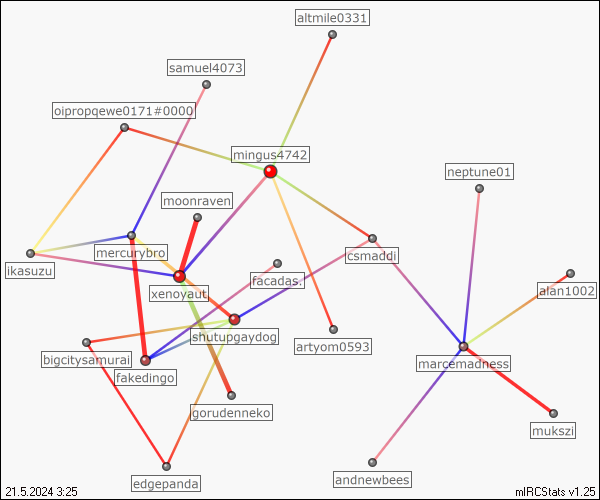 altmile0331
samuel4073
oipropqewe0171#0000
mingus4742
neptune01
moonraven
mercurybro
csmaddi
ikasuzu
facadas.
alan1002
xenoyaut
shutupgaydog
artyom0593
bigcitysamurai
marcemadness
fakedingo
gorudenneko
mukszi
edgepanda
andnewbees
21.5.2024 3:25
mIRCStats v1.25